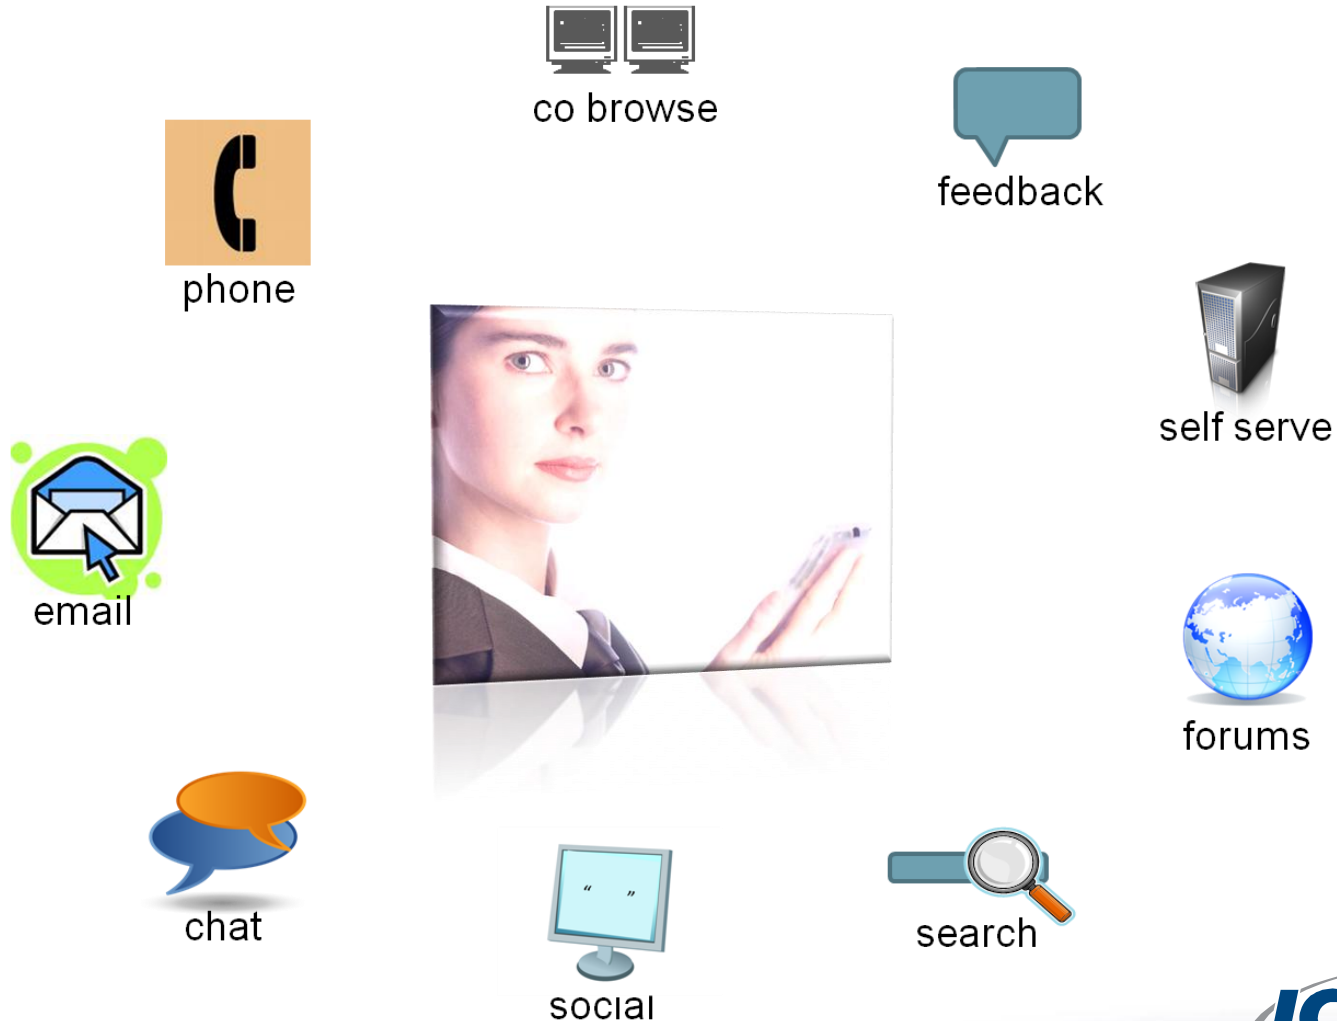 co browse
feedback
phone
self serve
email
forums
chat
search
“ ”
social